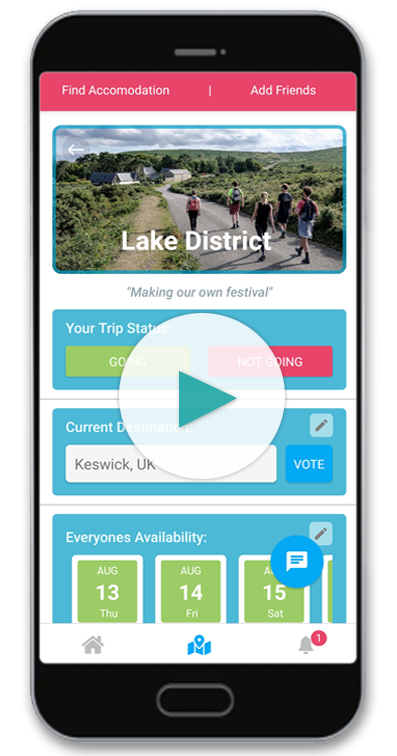 Find Accomodation | Add Friends
Lake District
"Making our own festival"
Your Trip Status:
GOING NOT GOING
Current Destination:
Keswick, UK VOTE
Everyones Availability:
AUG AUG
13 14 15
Thu Fri Sat
1